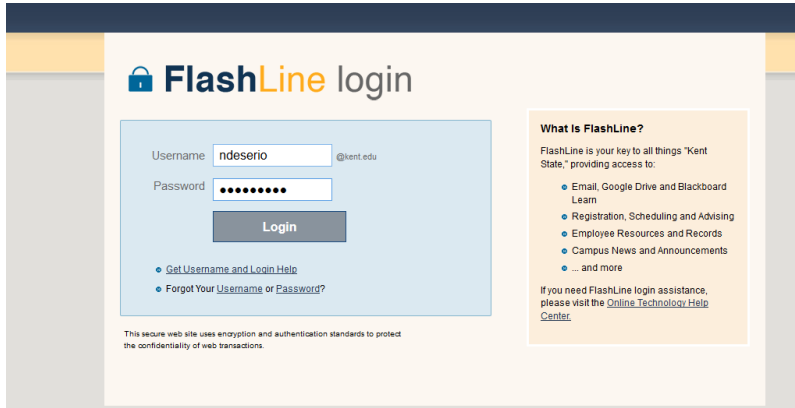 FlashLine login
Username ndeserio @kent.edu
Password •••••••••
Login
Get Username and Login Help
Forgot Your Username or Password?
This secure web site uses encryption and authentication standards to protect
the confidentiality of web transactions.
What Is FlashLine?
FlashLine is your key to all things "Kent
State," providing access to:
Email, Google Drive and Blackboard
Learn
Registration, Scheduling and Advising
Employee Resources and Records
Campus News and Announcements
... and more
If you need FlashLine login assistance,
please visit the Online Technology Help
Center.